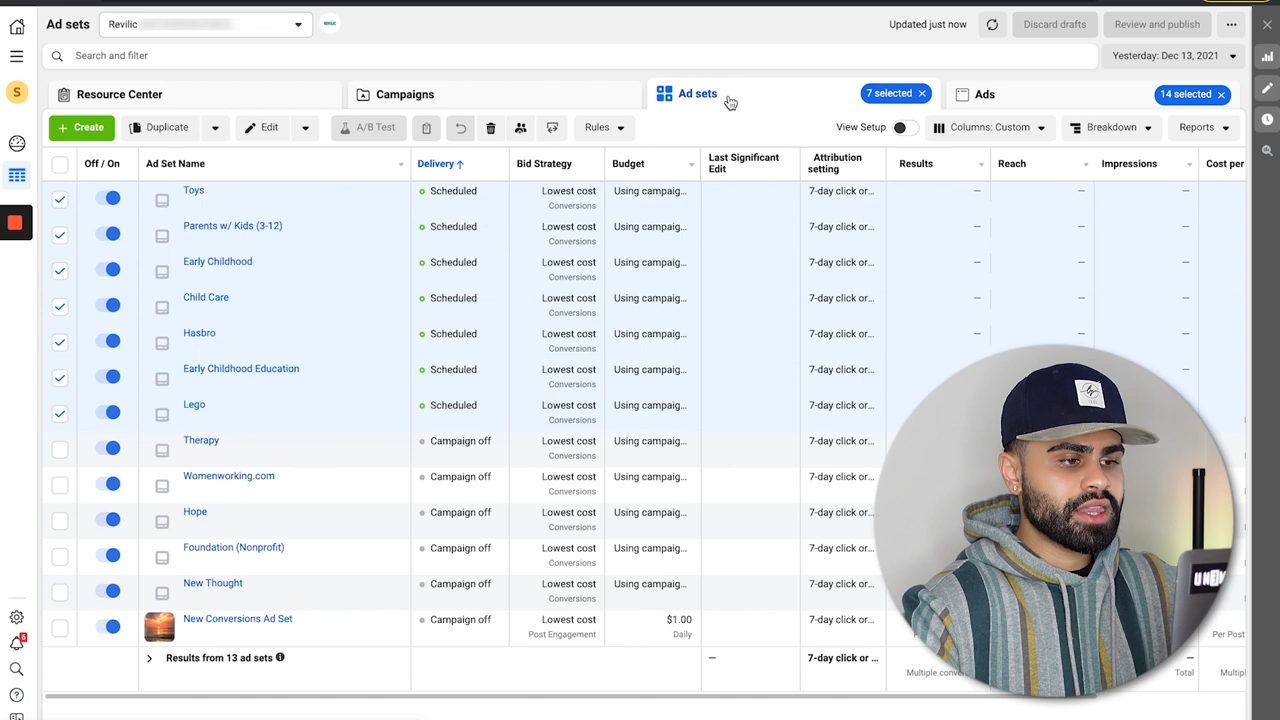 Ad sets Revilic REVILIC Updated just now Discard drafts Review and publish
Search and filter Yesterday: Dec 13, 2021
S Resource Center Campaigns Ad sets 7 selected Ads 14 selected
Create Duplicate Edit A/B Test Rules View Setup Columns: Custom Breakdown Reports
Off / On Ad Set Name Delivery ↑ Bid Strategy Budget Last Significant Edit Attribution setting Results Reach Impressions Cost per
Toys Scheduled Lowest cost Using campaig... 7-day click or... — — —
Conversions
Parents w/ Kids (3-12) Scheduled Lowest cost Using campaig... 7-day click or... — — —
Conversions
Early Childhood Scheduled Lowest cost Using campaig... 7-day click or... — — —
Conversions
Child Care Scheduled Lowest cost Using campaig... 7-day click or... — — —
Conversions
Hasbro Scheduled Lowest cost Using campaig... 7-day click or... — — —
Conversions
Early Childhood Education Scheduled Lowest cost Using campaig... 7-day click or... — —
Conversions
Lego Scheduled Lowest cost Using campaig... 7-day click or...
Conversions
Therapy Campaign off Lowest cost Using campaig... 7-day click or...
Conversions
Womenworking.com Campaign off Lowest cost Using campaig... 7-day click or...
Conversions
Hope Campaign off Lowest cost Using campaig... 7-day click or...
Conversions
Foundation (Nonprofit) Campaign off Lowest cost Using campaig... 7-day click or...
Conversions
New Thought Campaign off Lowest cost Using campaig... 7-day click or...
Conversions
New Conversions Ad Set Campaign off Lowest cost $1.00 7-day click or...
Post Engagement Daily Per Post
6 Results from 13 ad sets — 7-day click or ... —
Multiple conver Total Multipl